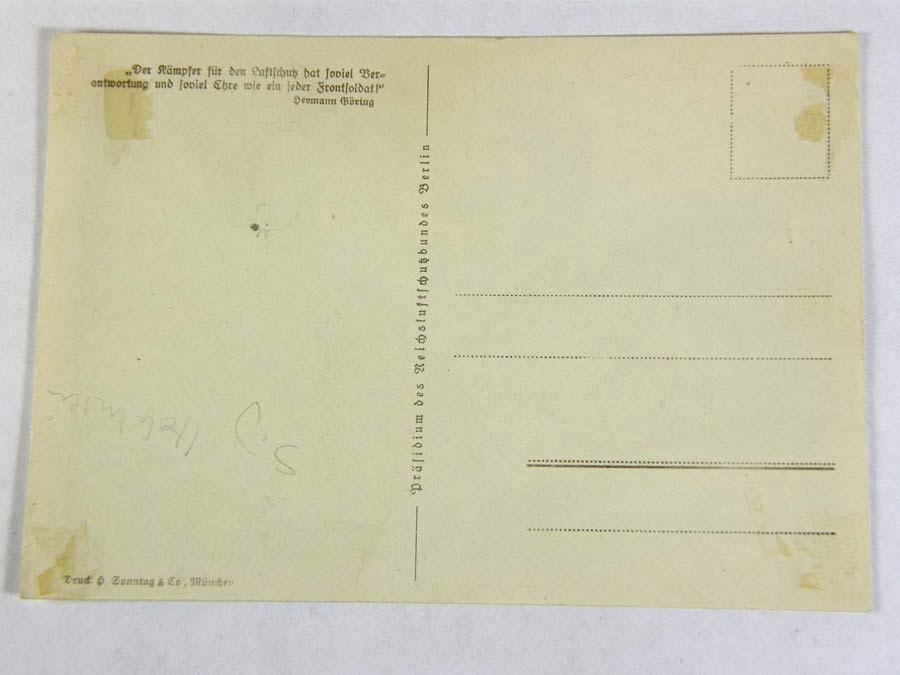 „Der Kämpfer für den Luftschutz hat soviel Ver-
antwortung und soviel Ehre wie ein jeder Frontsoldat!“
Hermann Göring
Präsidium des Reichsluftschutzbundes Berlin
Druck: H. Sonntag & Co., München